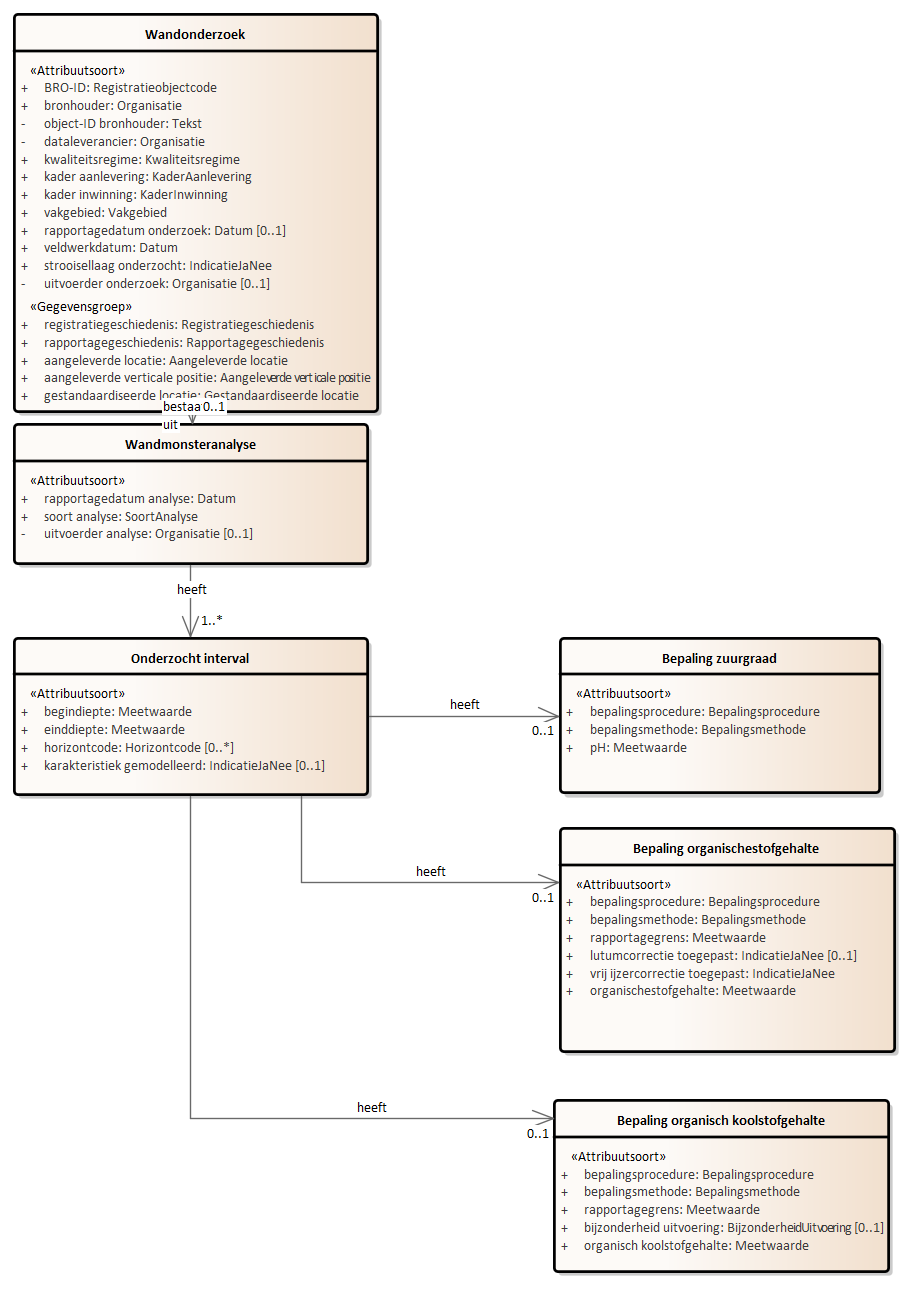 Wandonderzoek
«Attribuutsoort»
+ BRO-ID: Registratieobjectcode
+ bronhouder: Organisatie
- object-ID bronhouder: Tekst
- dataleverancier: Organisatie
+ kwaliteitsregime: Kwaliteitsregime
+ kader aanlevering: KaderAanlevering
+ kader inwinning: KaderInwinning
+ vakgebied: Vakgebied
+ rapportagedatum onderzoek: Datum [0..1]
+ veldwerkdatum: Datum
+ strooisellaag onderzocht: IndicatieJaNee
- uitvoerder onderzoek: Organisatie [0..1]
«Gegevensgroep»
+ registratiegeschiedenis: Registratiegeschiedenis
+ rapportagegeschiedenis: Rapportagegeschiedenis
+ aangeleverde locatie: Aangeleverde locatie
+ aangeleverde verticale positie: Aangeleverde verticale positie
+ gestandaardiseerde locatie: Gestandaardiseerde locatie
bestaa 0..1
uit
Wandmonsteranalyse
«Attribuutsoort»
+ rapportagedatum analyse: Datum
+ soort analyse: SoortAnalyse
- uitvoerder analyse: Organisatie [0..1]
heeft
1..*
Onderzocht interval
«Attribuutsoort»
+ begindiepte: Meetwaarde
+ einddiepte: Meetwaarde
+ horizontcode: Horizontcode [0..*]
+ karakteristiek gemodelleerd: IndicatieJaNee [0..1]
heeft
0..1
Bepaling zuurgraad
«Attribuutsoort»
+ bepalingsprocedure: Bepalingsprocedure
+ bepalingsmethode: Bepalingsmethode
+ pH: Meetwaarde
heeft
0..1
Bepaling organischestofgehalte
«Attribuutsoort»
+ bepalingsprocedure: Bepalingsprocedure
+ bepalingsmethode: Bepalingsmethode
+ rapportagegrens: Meetwaarde
+ lutumcorrectie toegepast: IndicatieJaNee [0..1]
+ vrij ijzercorrectie toegepast: IndicatieJaNee
+ organischestofgehalte: Meetwaarde
heeft
0..1
Bepaling organisch koolstofgehalte
«Attribuutsoort»
+ bepalingsprocedure: Bepalingsprocedure
+ bepalingsmethode: Bepalingsmethode
+ rapportagegrens: Meetwaarde
+ bijzonderheid uitvoering: BijzonderheidUitvoering [0..1]
+ organisch koolstofgehalte: Meetwaarde